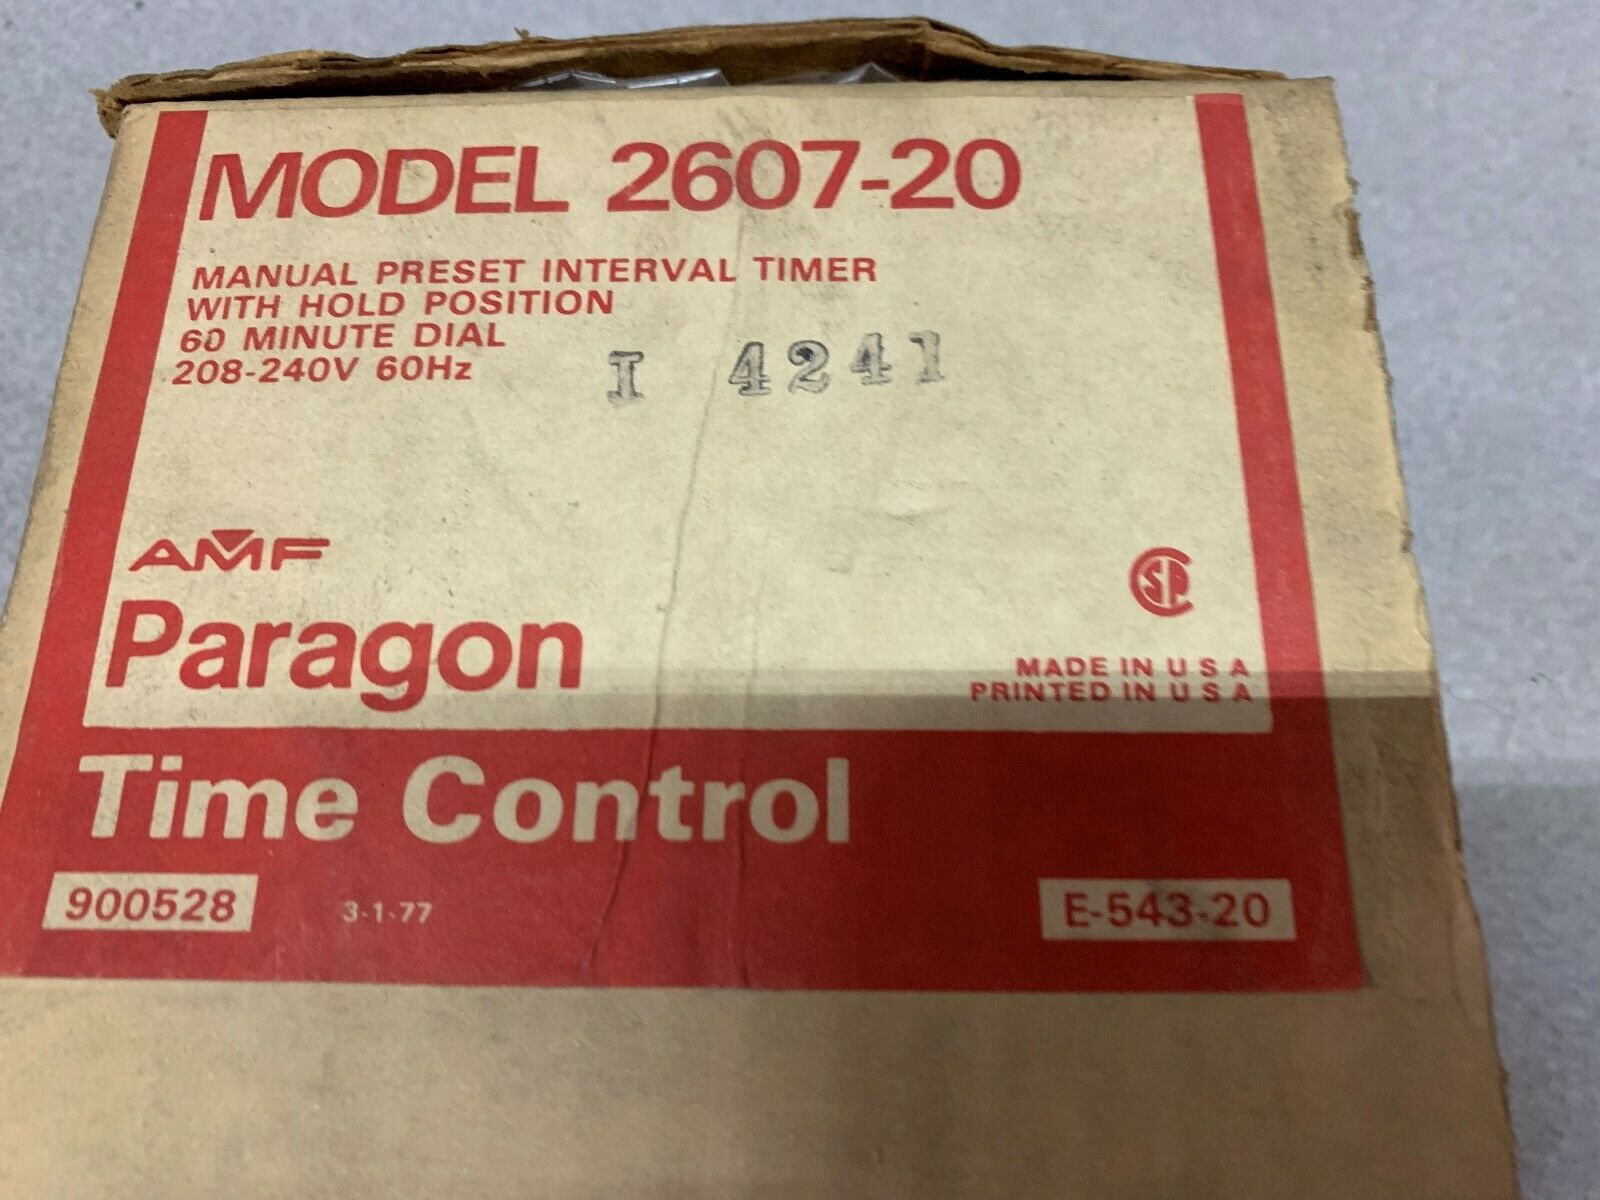 MODEL 2607-20
MANUAL PRESET INTERVAL TIMER
WITH HOLD POSITION
60 MINUTE DIAL
208-240V 60Hz
I 4241
AMF
Paragon
SP
MADE IN U S A
PRINTED IN U S A
Time Control
900528
3-1-77
E-543-20